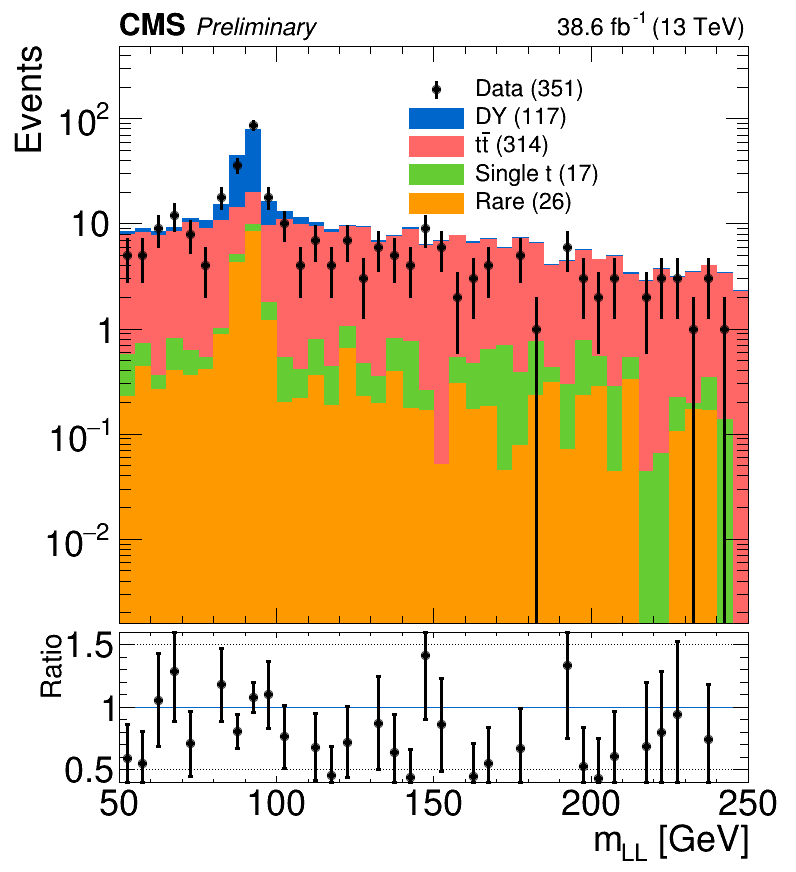 CMS Preliminary 38.6 fb⁻¹ (13 TeV)
Events
Data (351)
DY (117)
tt̄ (314)
Single t (17)
Rare (26)
10²
10
1
10⁻¹
10⁻²
Ratio
1.5
1
0.5
50 100 150 200 250
m_LL [GeV]